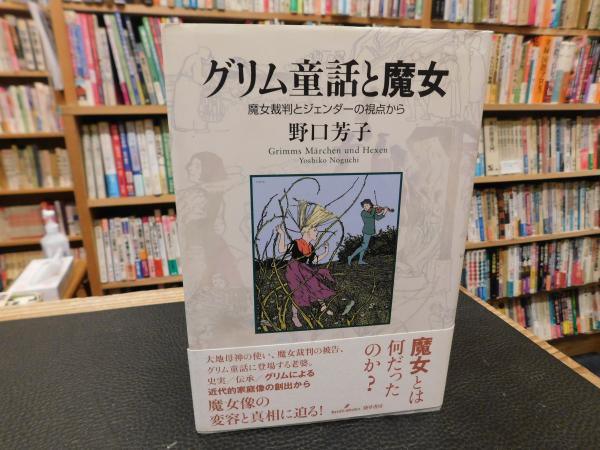 グリム童話と魔女
魔女裁判とジェンダーの視点から
野口芳子
Grimms Märchen und Hexen
Yoshiko Noguchi
魔女とは
何だった
のか?
大地母神の使い、魔女裁判の被告、
グリム童話に登場する老婆。
史実/伝承/グリムによる
近代的家庭像の創出から
魔女像の
変容と真相に迫る!
勁草書房